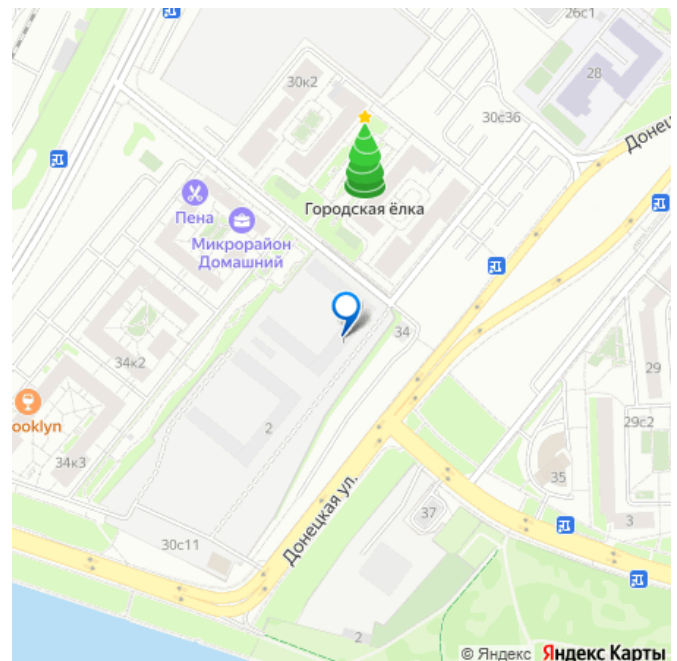 26с1
28
30к2
30с36
Донец
Городская ёлка
Пена
Микрорайон
Домашний
34
34к2
29
ooklyn
2
29с2
34к3
35
Донецкая ул.
37
3
30с11
2
© Яндекс Яндекс Карты